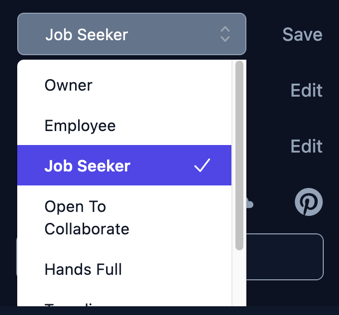 Job Seeker
Save
Owner
Edit
Employee
Edit
Job Seeker
Open To
Collaborate
Hands Full